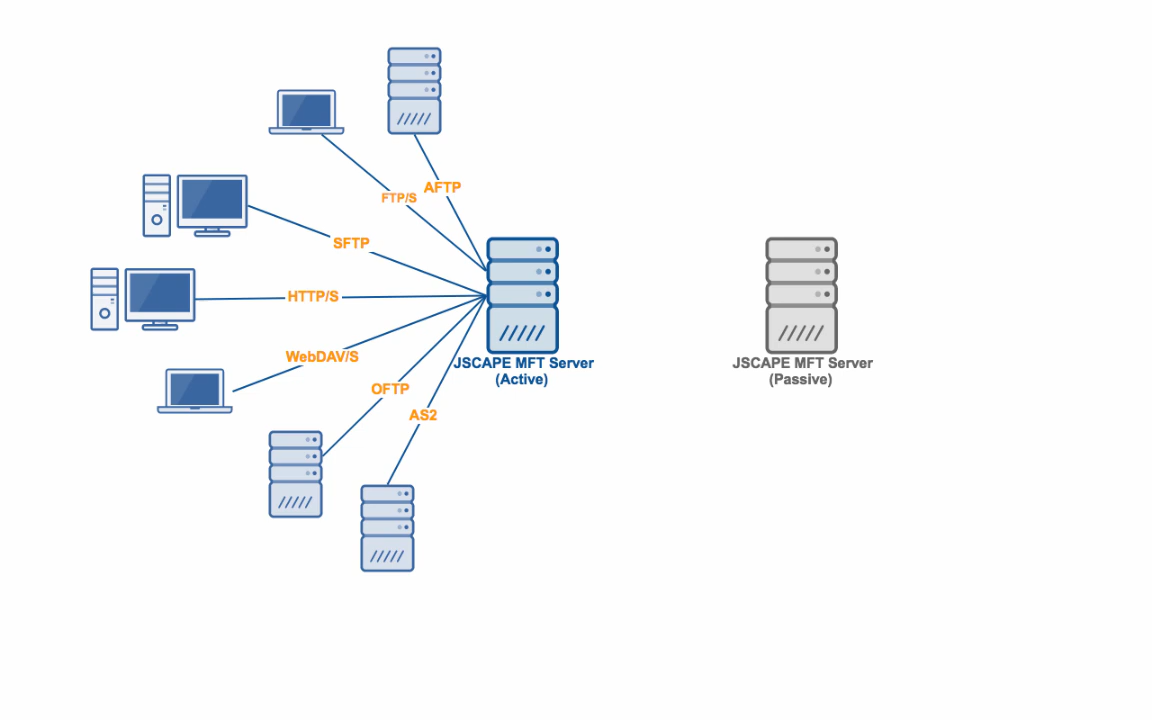 AFTP
FTP/S
SFTP
HTTP/S
WebDAV/S
OFTP
AS2
JSCAPE MFT Server
(Active)
JSCAPE MFT Server
(Passive)